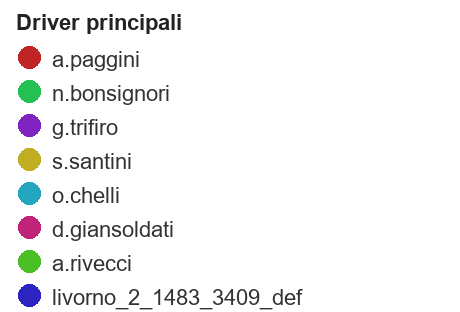 Driver principali
a.paggini
n.bonsignori
g.trifiro
s.santini
o.chelli
d.giansoldati
a.rivecci
livorno_2_1483_3409_def